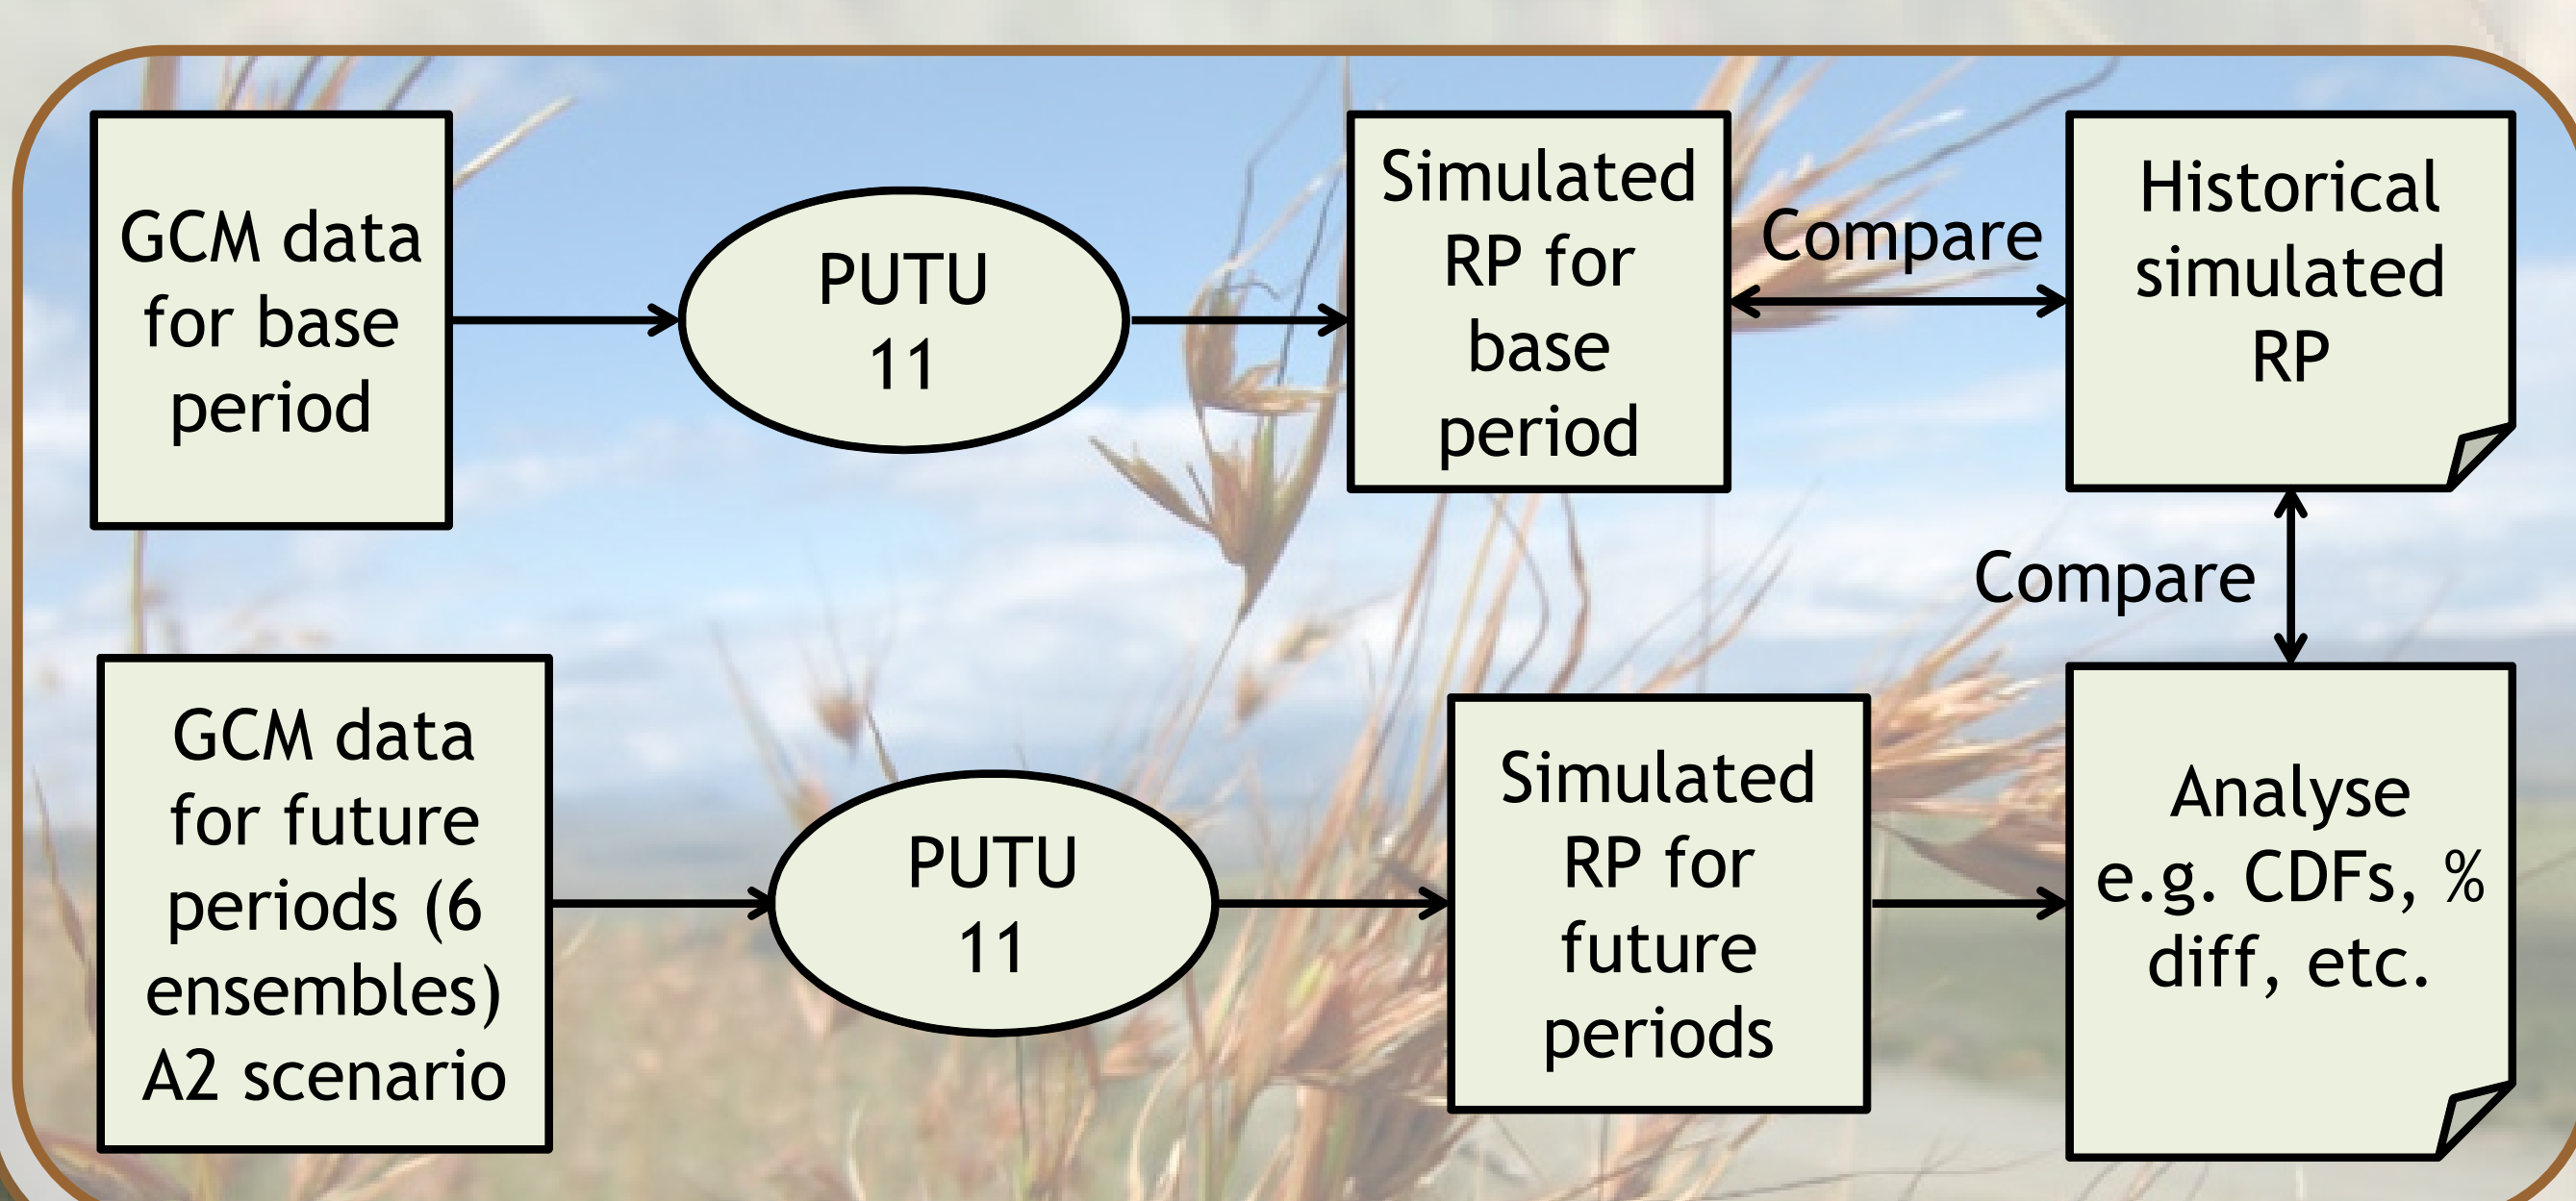 GCM data
for base
period
PUTU
11
Simulated
RP for
base
period
Compare
Historical
simulated
RP
Compare
GCM data
for future
periods (6
ensembles)
A2 scenario
PUTU
11
Simulated
RP for
future
periods
Analyse
e.g. CDFs, %
diff, etc.